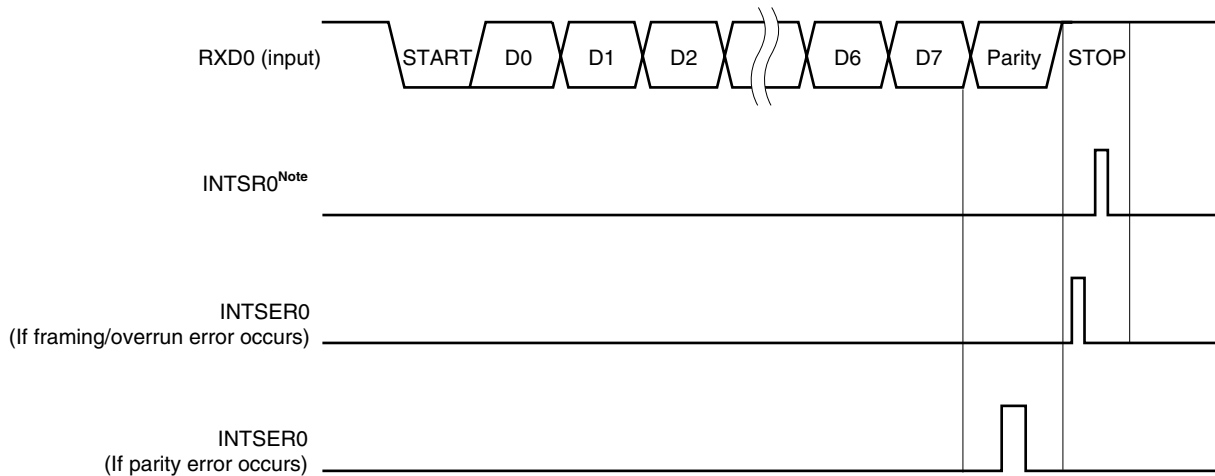 RXD0 (input)
START D0 D1 D2 D6 D7 Parity STOP
INTSR0Note
INTSER0
(If framing/overrun error occurs)
INTSER0
(If parity error occurs)